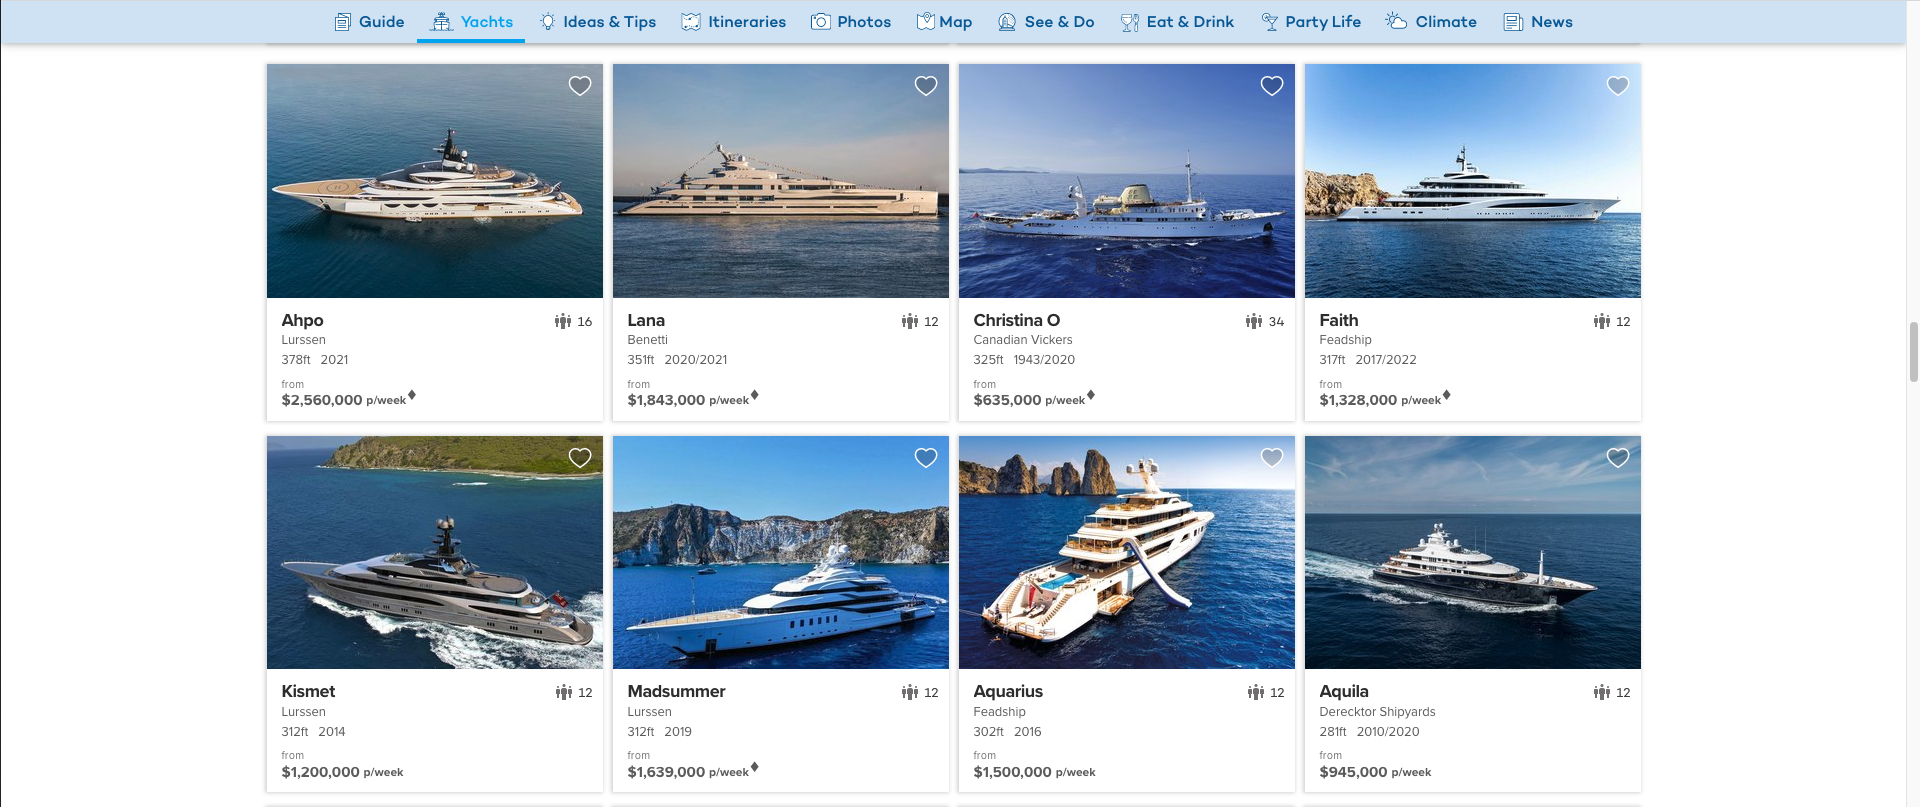 Guide Yachts Ideas & Tips Itineraries Photos Map See & Do Eat & Drink Party Life Climate News
Ahpo 16
Lurssen
378ft 2021
from
$2,560,000 p/week♦
Lana 12
Benetti
351ft 2020/2021
from
$1,843,000 p/week♦
Christina O 34
Canadian Vickers
325ft 1943/2020
from
$635,000 p/week♦
Faith 12
Feadship
317ft 2017/2022
from
$1,328,000 p/week♦
Kismet 12
Lurssen
312ft 2014
from
$1,200,000 p/week
Madsummer 12
Lurssen
312ft 2019
from
$1,639,000 p/week♦
Aquarius 12
Feadship
302ft 2016
from
$1,500,000 p/week
Aquila 12
Derecktor Shipyards
281ft 2010/2020
from
$945,000 p/week